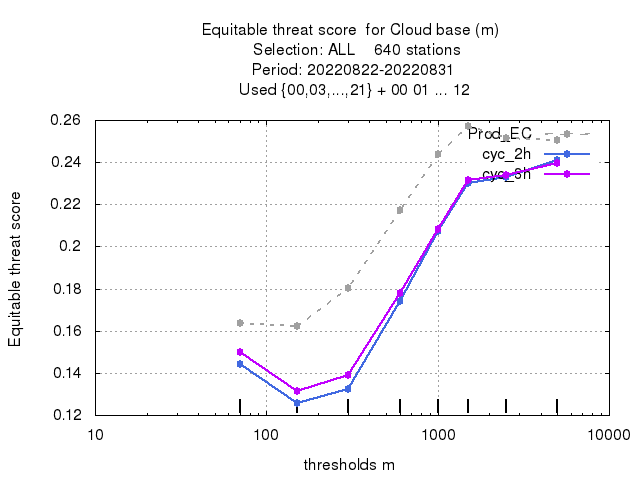 Equitable threat score  for Cloud base (m)
Selection: ALL    640 stations
Period: 20220822-20220831
Used {00,03,...,21} + 00 01 ... 12
0.26
0.24
0.22
0.2
0.18
0.16
0.14
0.12
Equitable threat score
Prod_EC
cyc_2h
cyc_3h
10
100
1000
10000
thresholds m